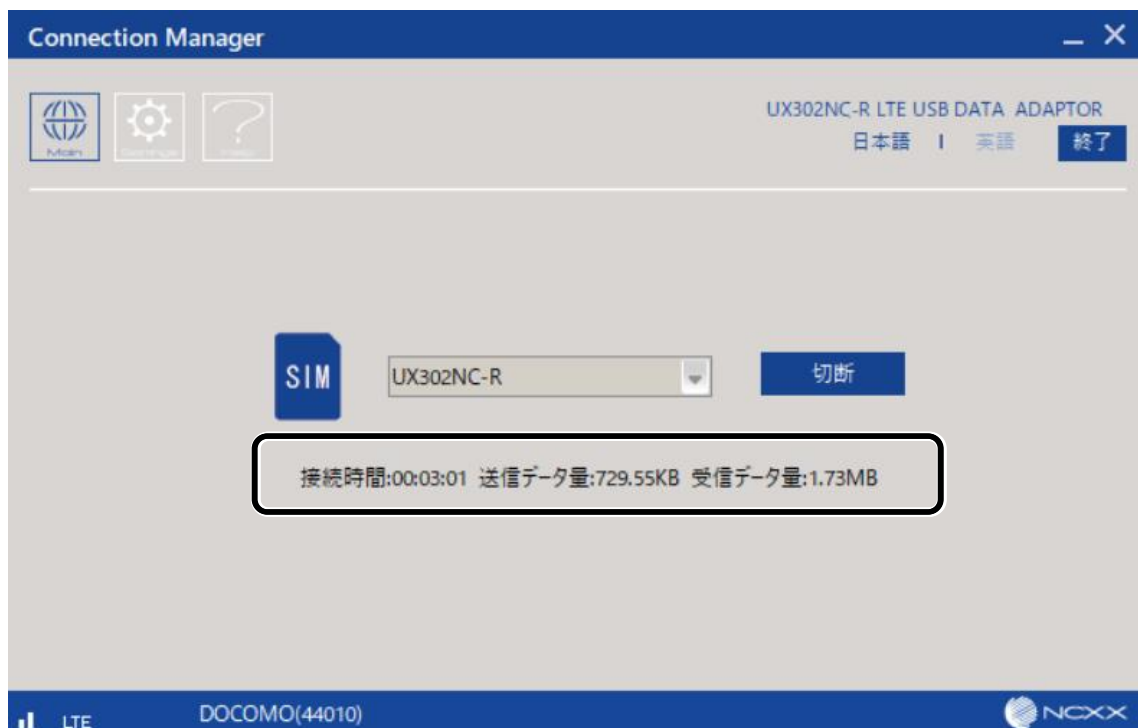 Connection Manager
UX302NC-R LTE USB DATA ADAPTOR
Main
日本語 | 英語 終了
SIM UX302NC-R 切断
接続時間:00:03:01 送信データ量:729.55KB 受信データ量:1.73MB
LTE DOCOMO(44010) NCXX